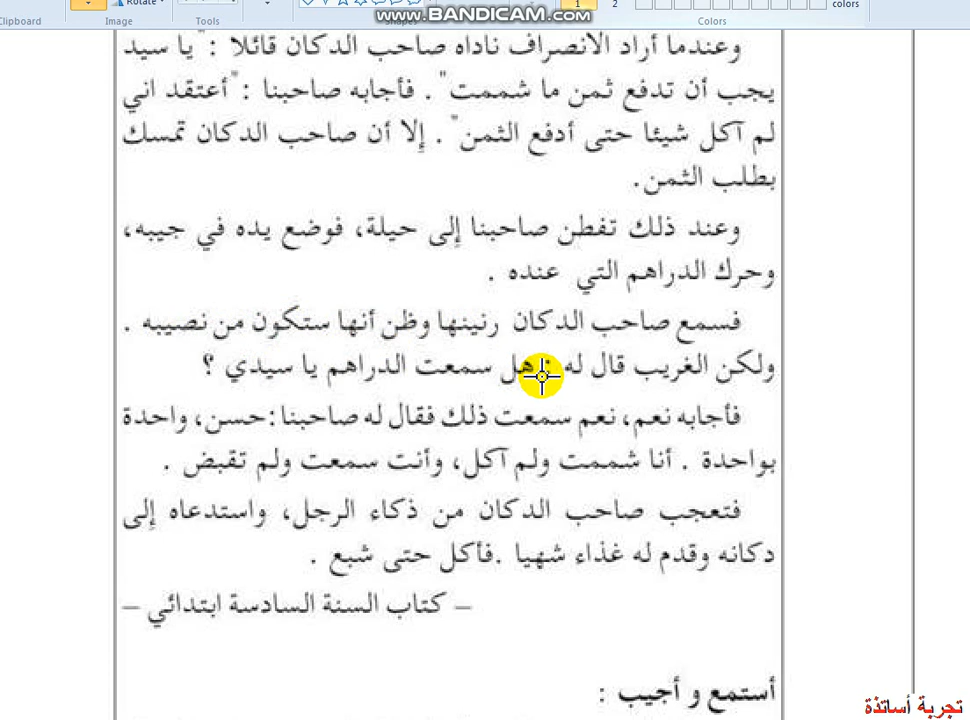 Rotate
www.BANDICAM.com
1 2
colors
Clipboard Image Tools Shapes Colors
وعندما أراد الانصراف ناداه صاحب الدكان قائلا : "يا سيد
يجب أن تدفع ثمن ما شممت" . فأجابه صاحبنا : "أعتقد اني
لم آكل شيئا حتى أدفع الثمن" . إلا أن صاحب الدكان تمسك
بطلب الثمن.
وعند ذلك تفطن صاحبنا إلى حيلة، فوضع يده في جيبه،
وحرك الدراهم التي عنده .
فسمع صاحب الدكان رنينها وظن أنها ستكون من نصيبه .
ولكن الغريب قال له : هل سمعت الدراهم يا سيدي ؟
فأجابه نعم، نعم سمعت ذلك فقال له صاحبنا: حسن، واحدة
بواحدة . أنا شممت ولم آكل، وأنت سمعت ولم تقبض .
فتعجب صاحب الدكان من ذكاء الرجل، واستدعاه إلى
دكانه وقدم له غذاء شهيا .فأكل حتى شبع .
– كتاب السنة السادسة ابتدائي –
أستمع و أجيب :
تجربة أساتذة